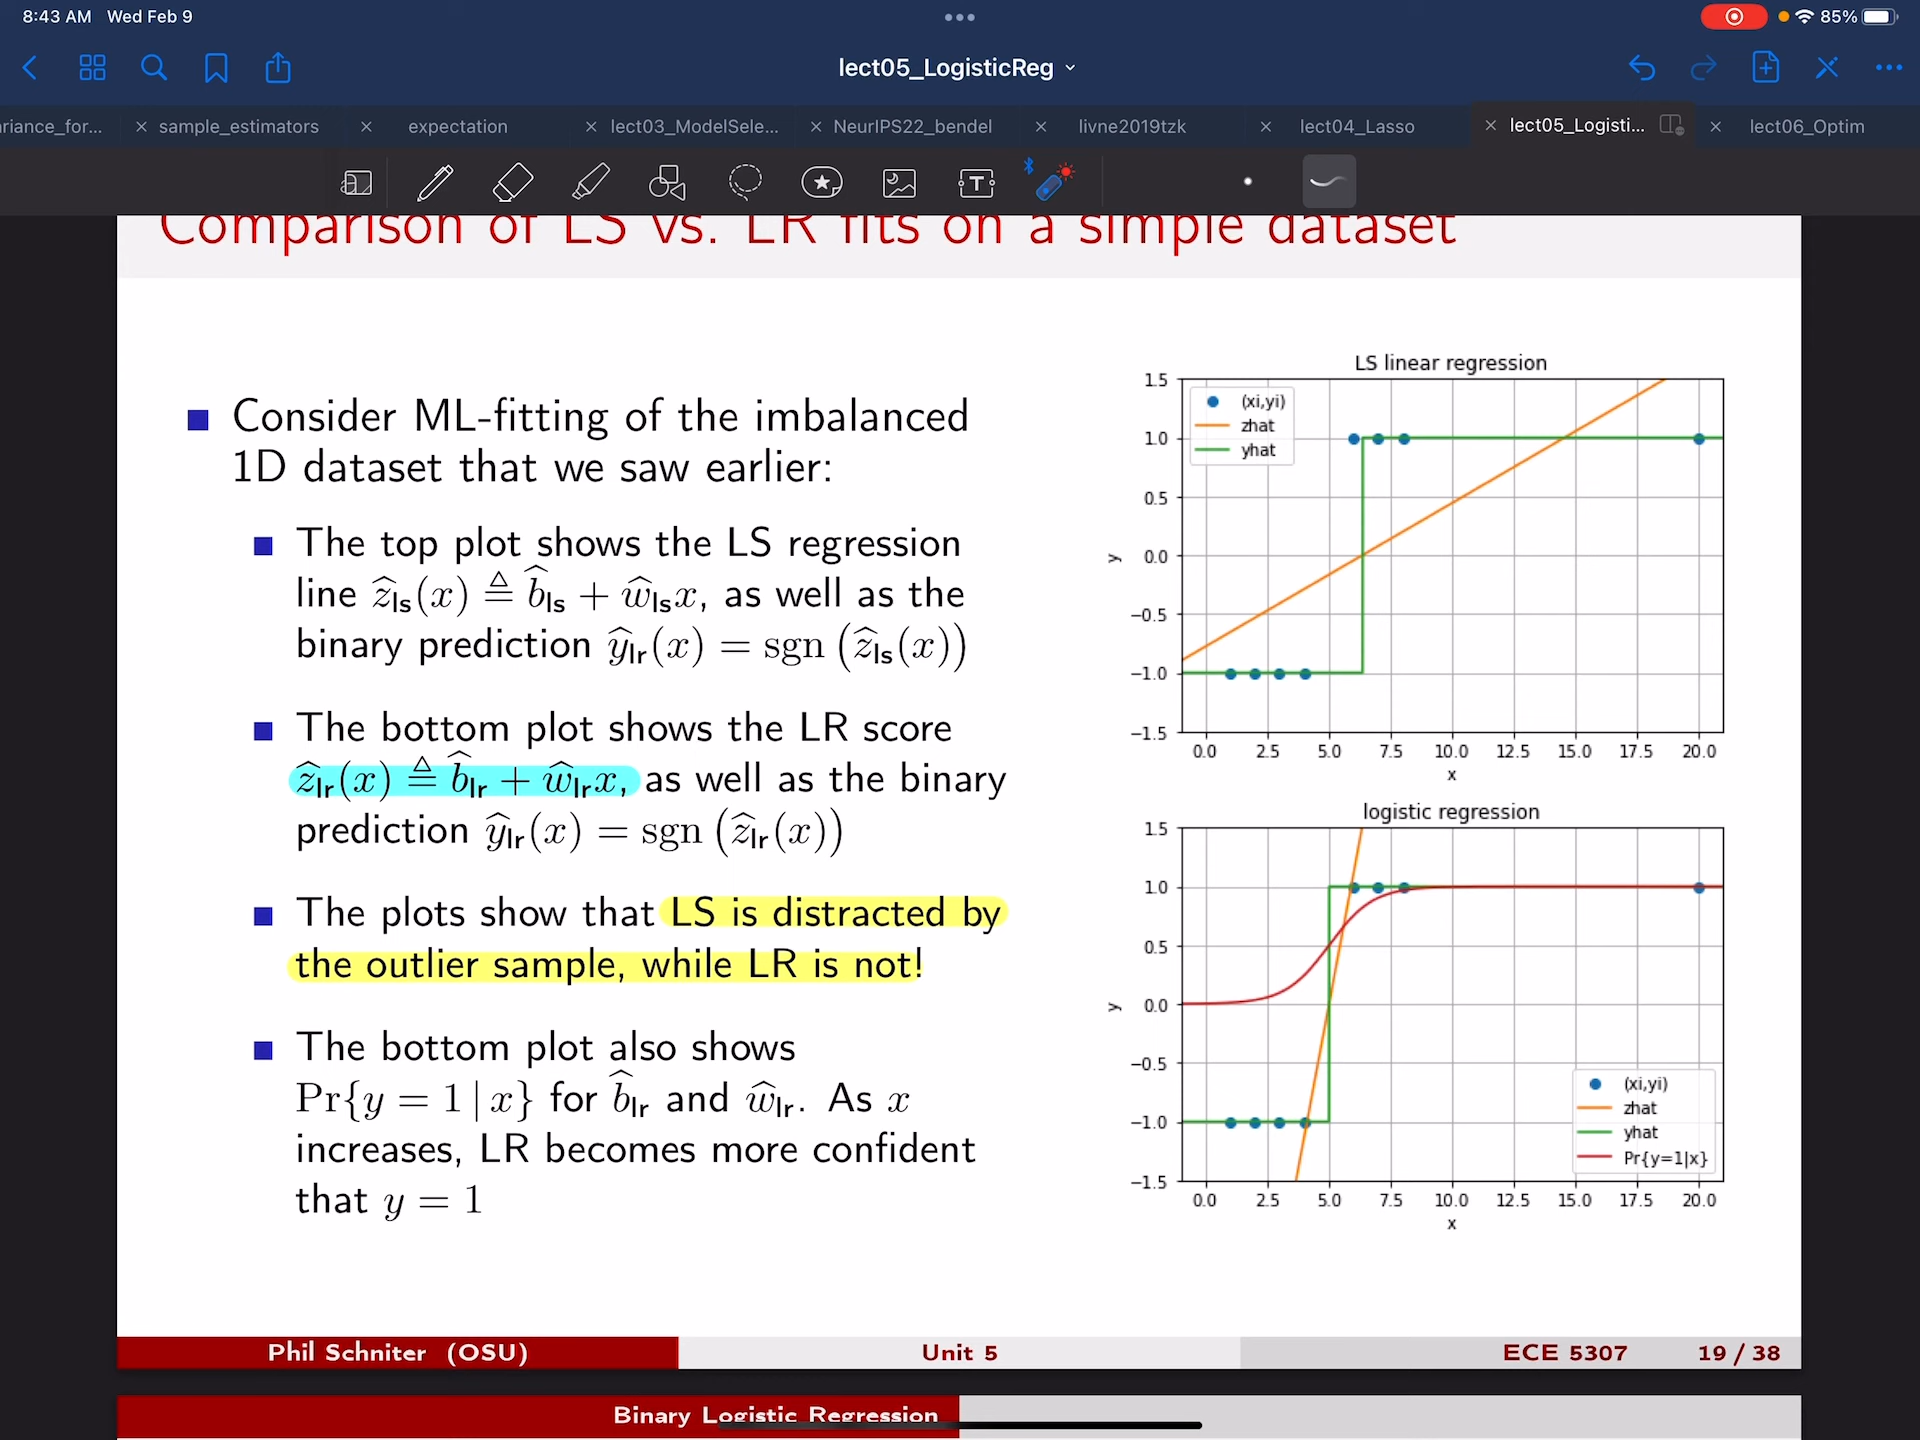 8:43 AM Wed Feb 9
85%
lect05_LogisticReg
riance_for...
sample_estimators
expectation
lect03_ModelSele...
NeurIPS22_bendel
livne2019tzk
lect04_Lasso
lect05_Logisti...
lect06_Optim
Comparison of LS vs. LR fits on a simple dataset
Consider ML-fitting of the imbalanced
1D dataset that we saw earlier:
The top plot shows the LS regression
line ẑls(x) ≜ b̂ls + ŵlsx, as well as the
binary prediction ŷlr(x) = sgn (ẑls(x))
The bottom plot shows the LR score
ẑlr(x) ≜ b̂lr + ŵlrx, as well as the binary
prediction ŷlr(x) = sgn (ẑlr(x))
The plots show that LS is distracted by
the outlier sample, while LR is not!
The bottom plot also shows
Pr{y = 1 | x} for b̂lr and ŵlr. As x
increases, LR becomes more confident
that y = 1
LS linear regression
(xi,yi)
zhat
yhat
1.5
1.0
0.5
0.0
−0.5
−1.0
−1.5
y
0.0 2.5 5.0 7.5 10.0 12.5 15.0 17.5 20.0
x
logistic regression
1.5
1.0
0.5
0.0
−0.5
−1.0
−1.5
y
(xi,yi)
zhat
yhat
Pr{y=1|x}
0.0 2.5 5.0 7.5 10.0 12.5 15.0 17.5 20.0
x
Phil Schniter (OSU)
Unit 5
ECE 5307
19 / 38
Binary Logistic Regression